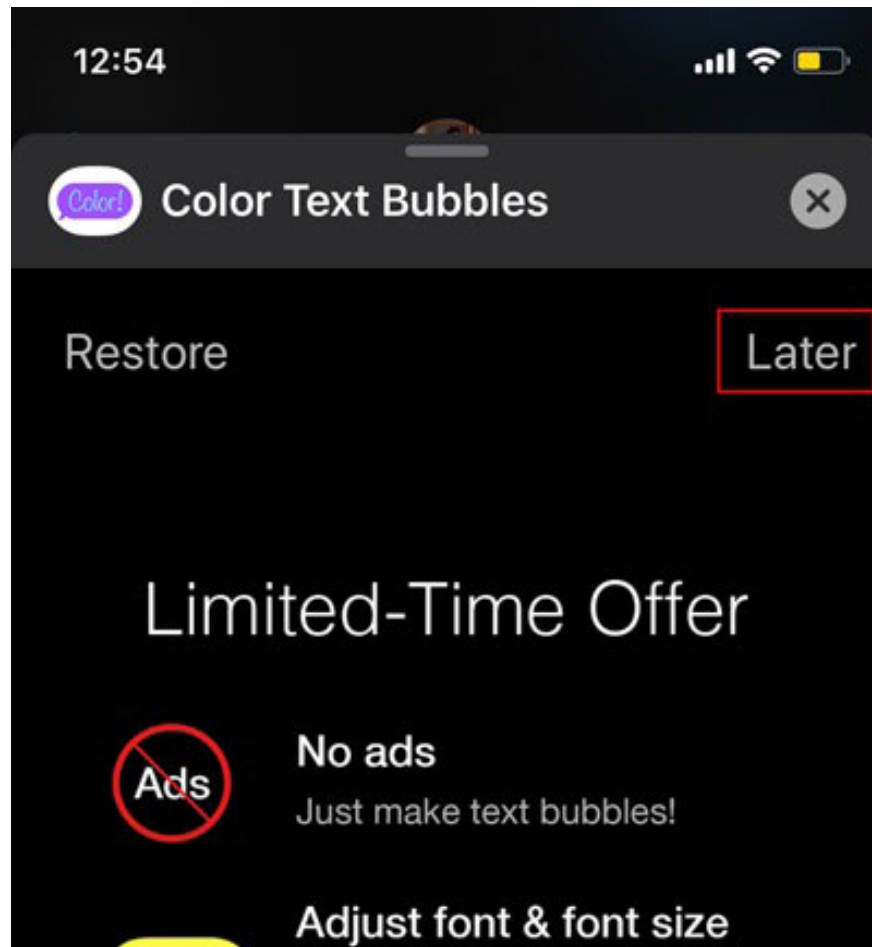 12:54
Color!
Color Text Bubbles
Restore
Later
Limited-Time Offer
Ads
No ads
Just make text bubbles!
Adjust font & font size